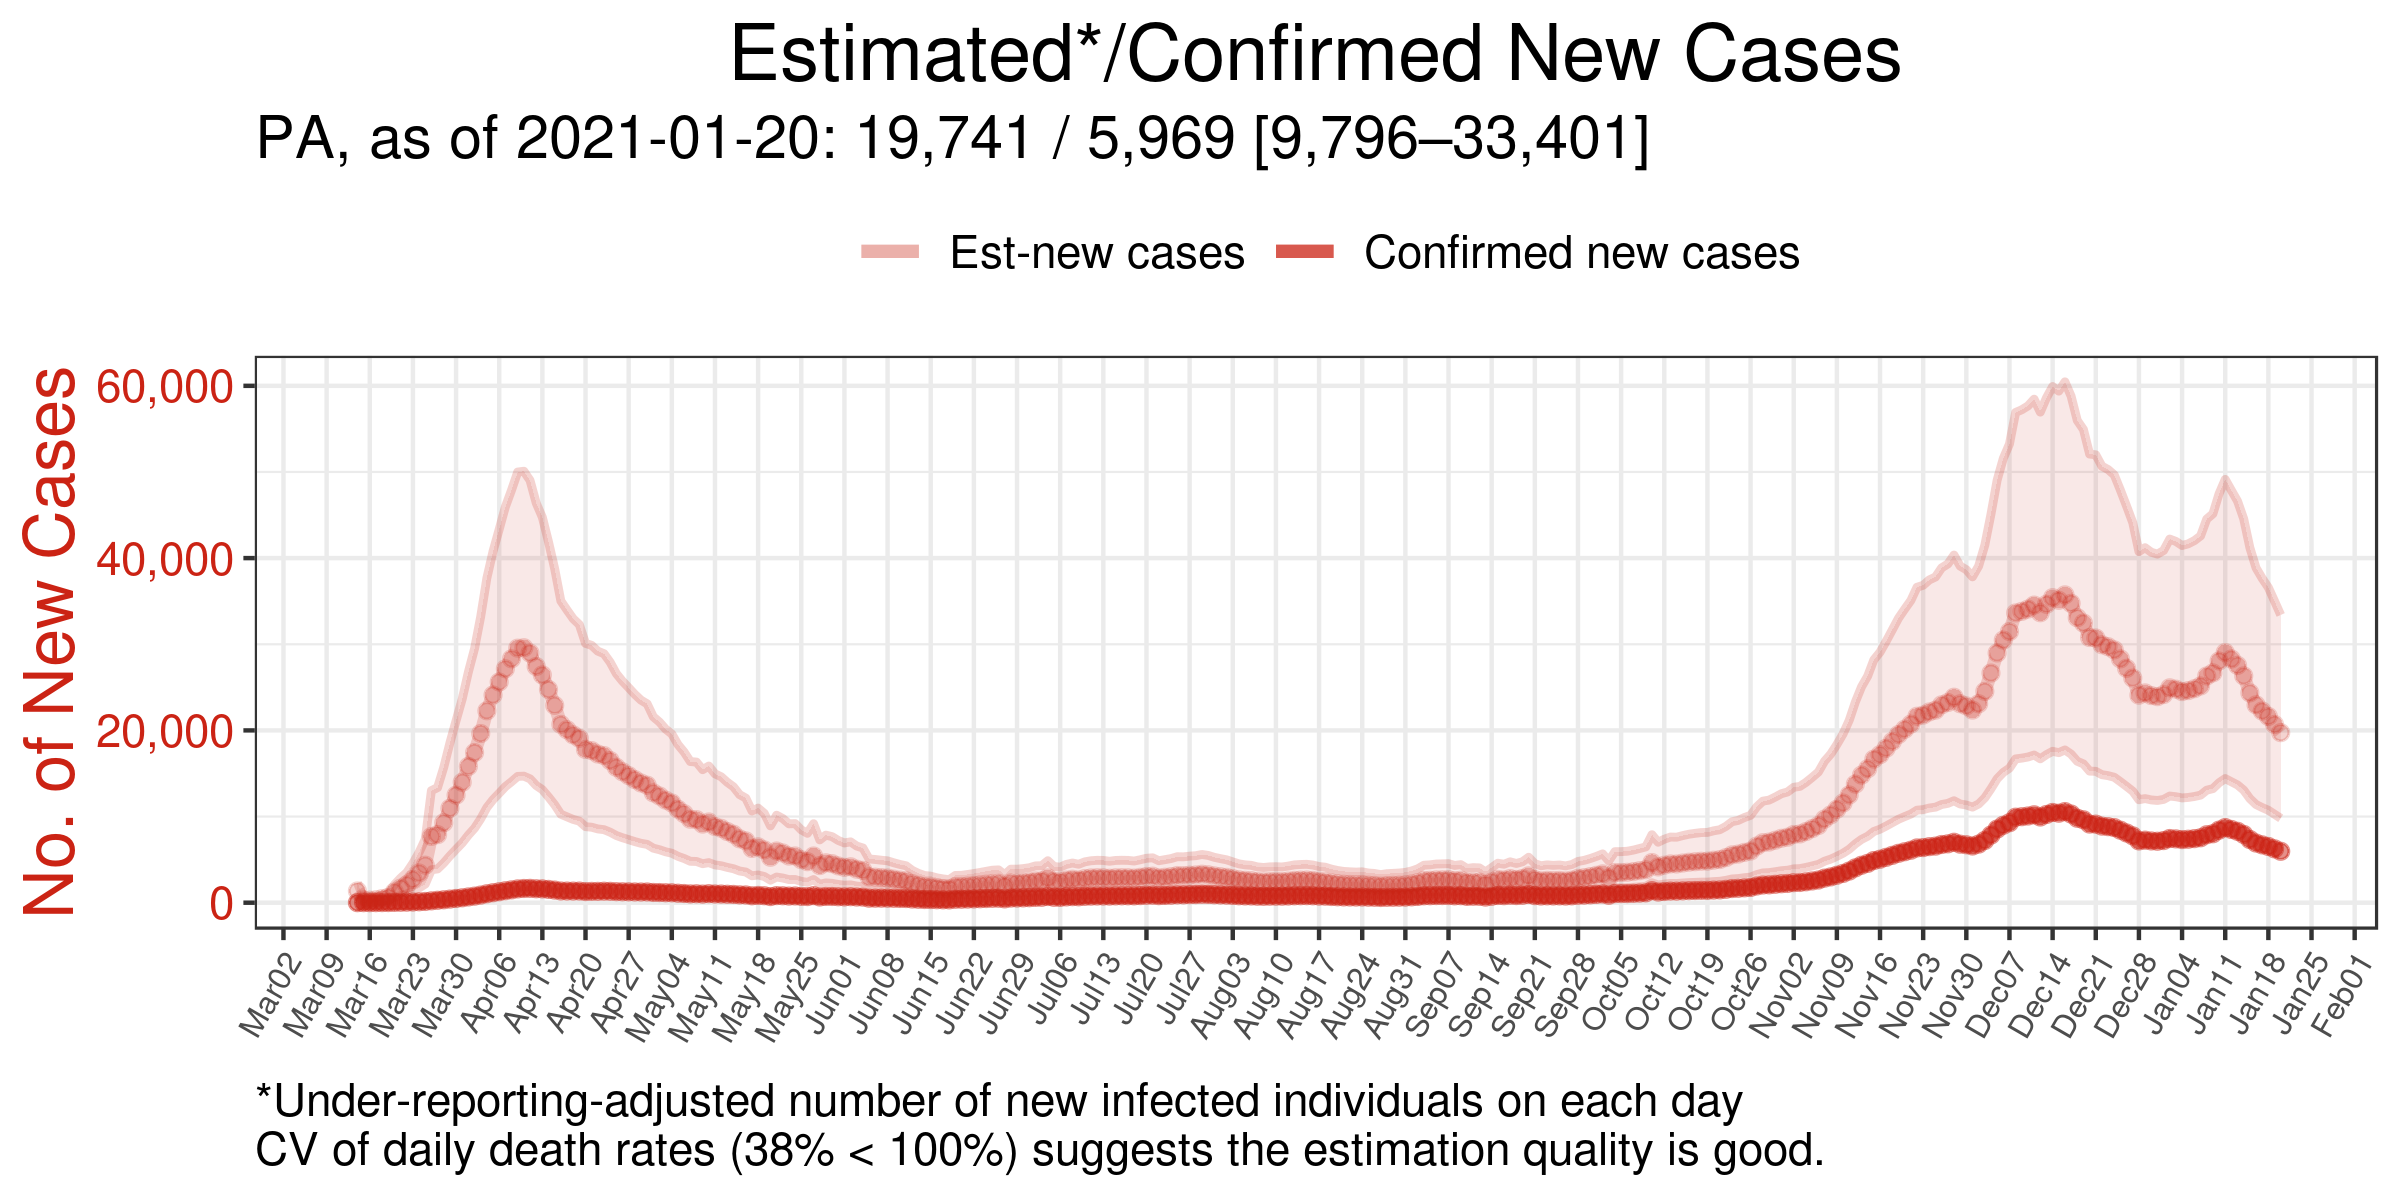 Estimated*/Confirmed New Cases
PA, as of 2021-01-20: 19,741 / 5,969 [9,796–33,401]
Est-new cases Confirmed new cases
No. of New Cases
60,000
40,000
20,000
0
Mar02 Mar09 Mar16 Mar23 Mar30 Apr06 Apr13 Apr20 Apr27 May04 May11 May18 May25 Jun01 Jun08 Jun15 Jun22 Jun29 Jul06 Jul13 Jul20 Jul27 Aug03 Aug10 Aug17 Aug24 Aug31 Sep07 Sep14 Sep21 Sep28 Oct05 Oct12 Oct19 Oct26 Nov02 Nov09 Nov16 Nov23 Nov30 Dec07 Dec14 Dec21 Dec28 Jan04 Jan11 Jan18 Jan25 Feb01
*Under-reporting-adjusted number of new infected individuals on each day
CV of daily death rates (38% < 100%) suggests the estimation quality is good.